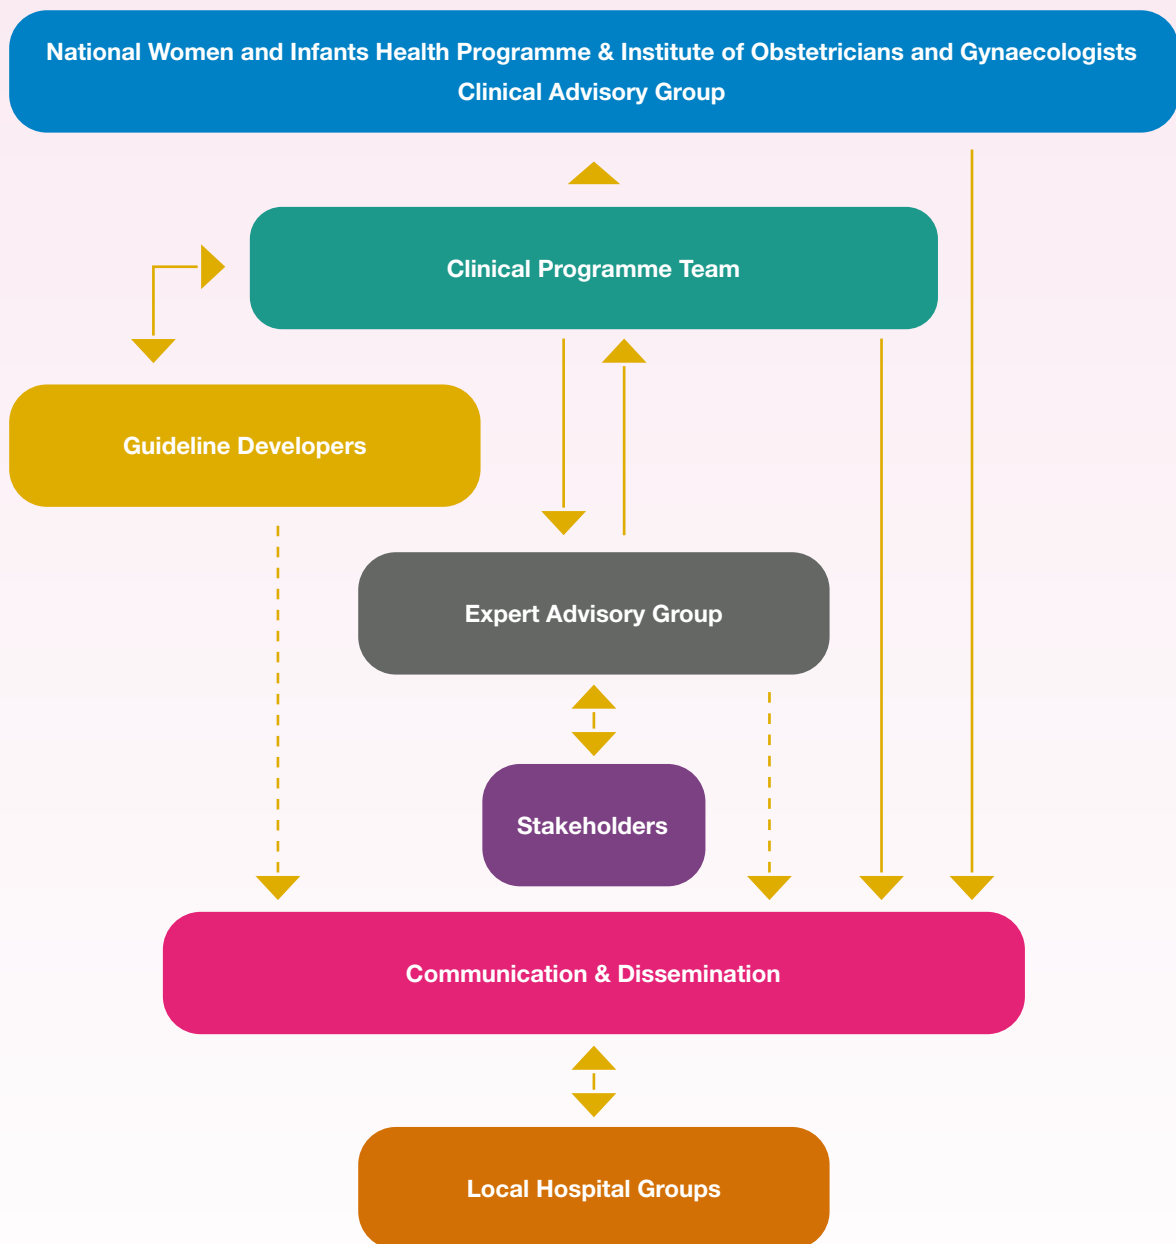 National Women and Infants Health Programme & Institute of Obstetricians and Gynaecologists
Clinical Advisory Group
Clinical Programme Team
Guideline Developers
Expert Advisory Group
Stakeholders
Communication & Dissemination
Local Hospital Groups